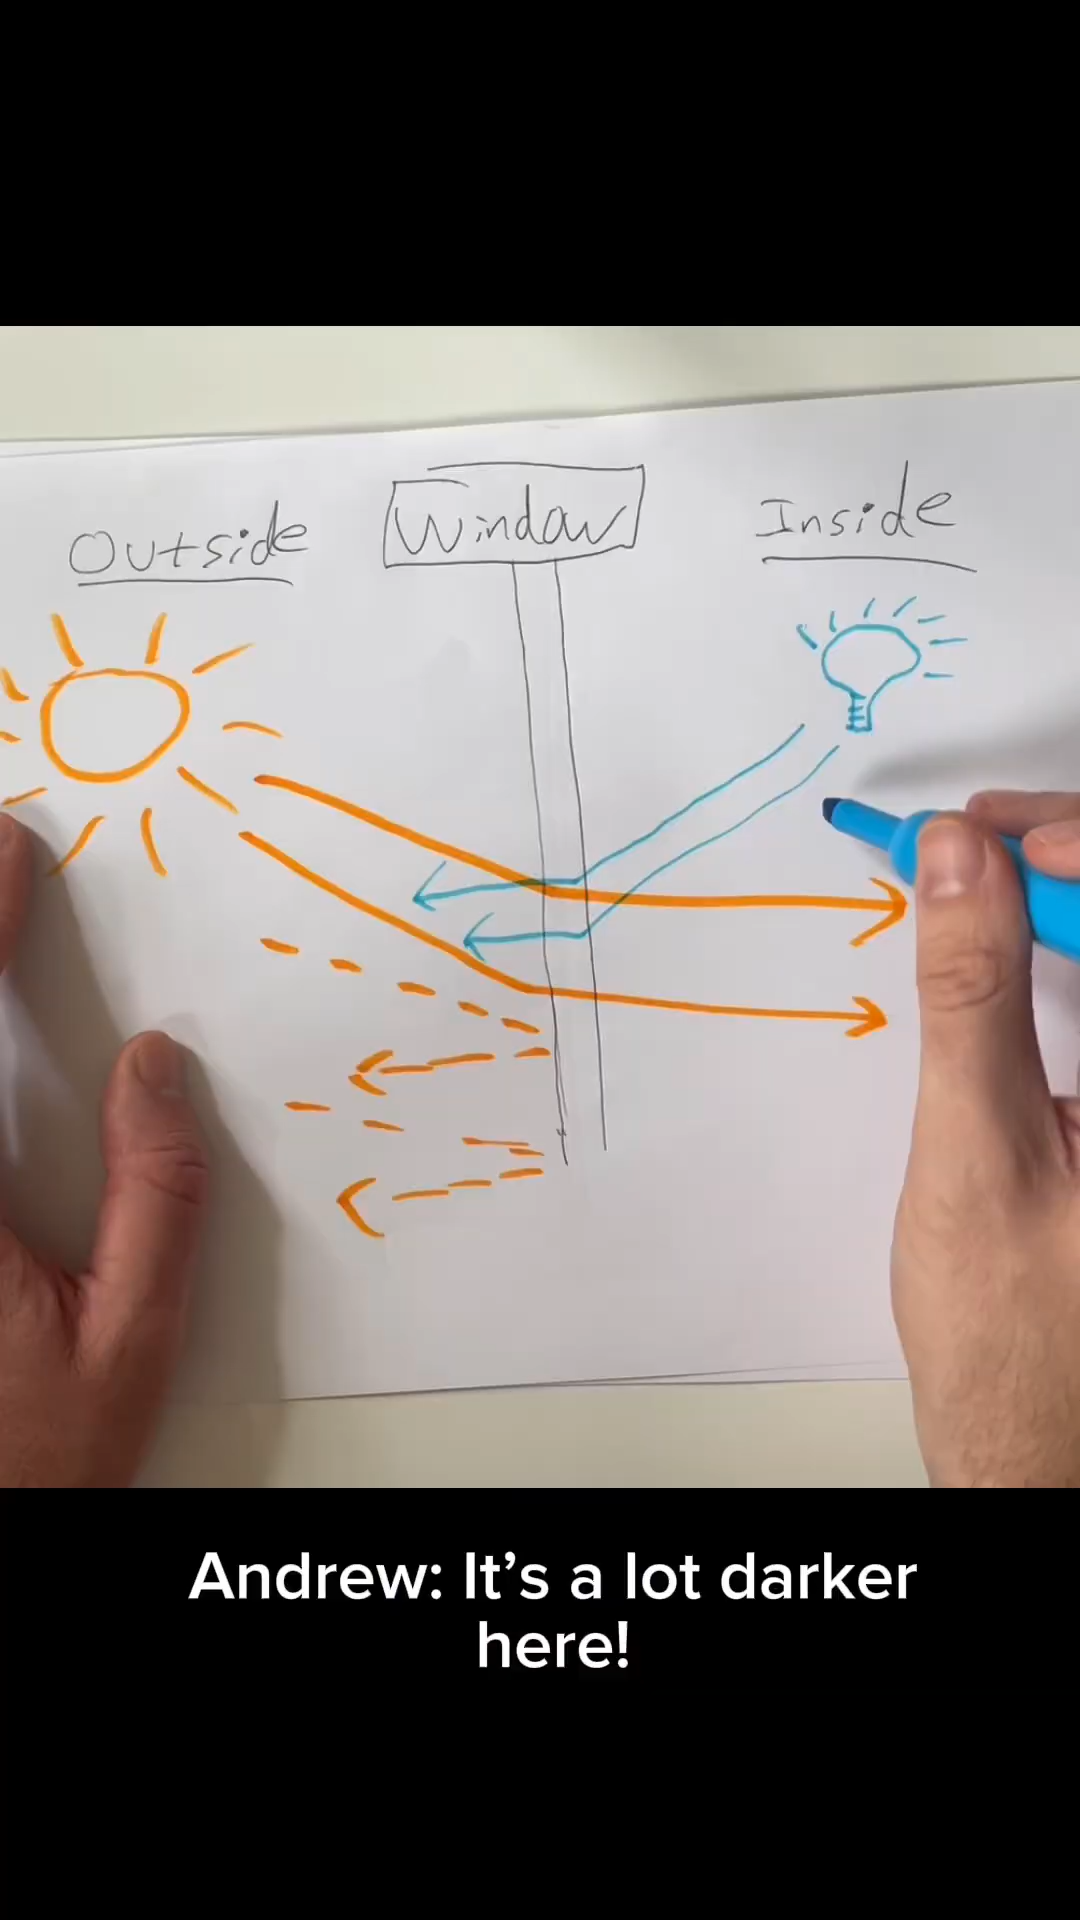 Outside
Window
Inside
Andrew: It’s a lot darker
here!